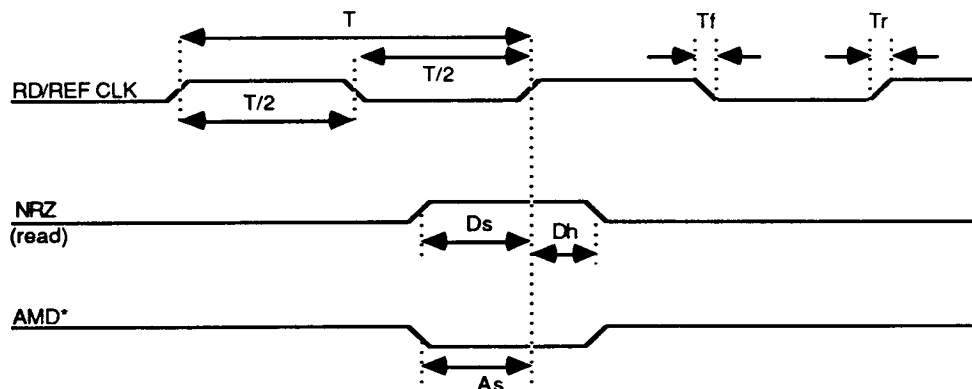 T
Tf
Tr
T/2
RD/REF CLK
T/2
NRZ
(read)
Ds
Dh
AMD*
As